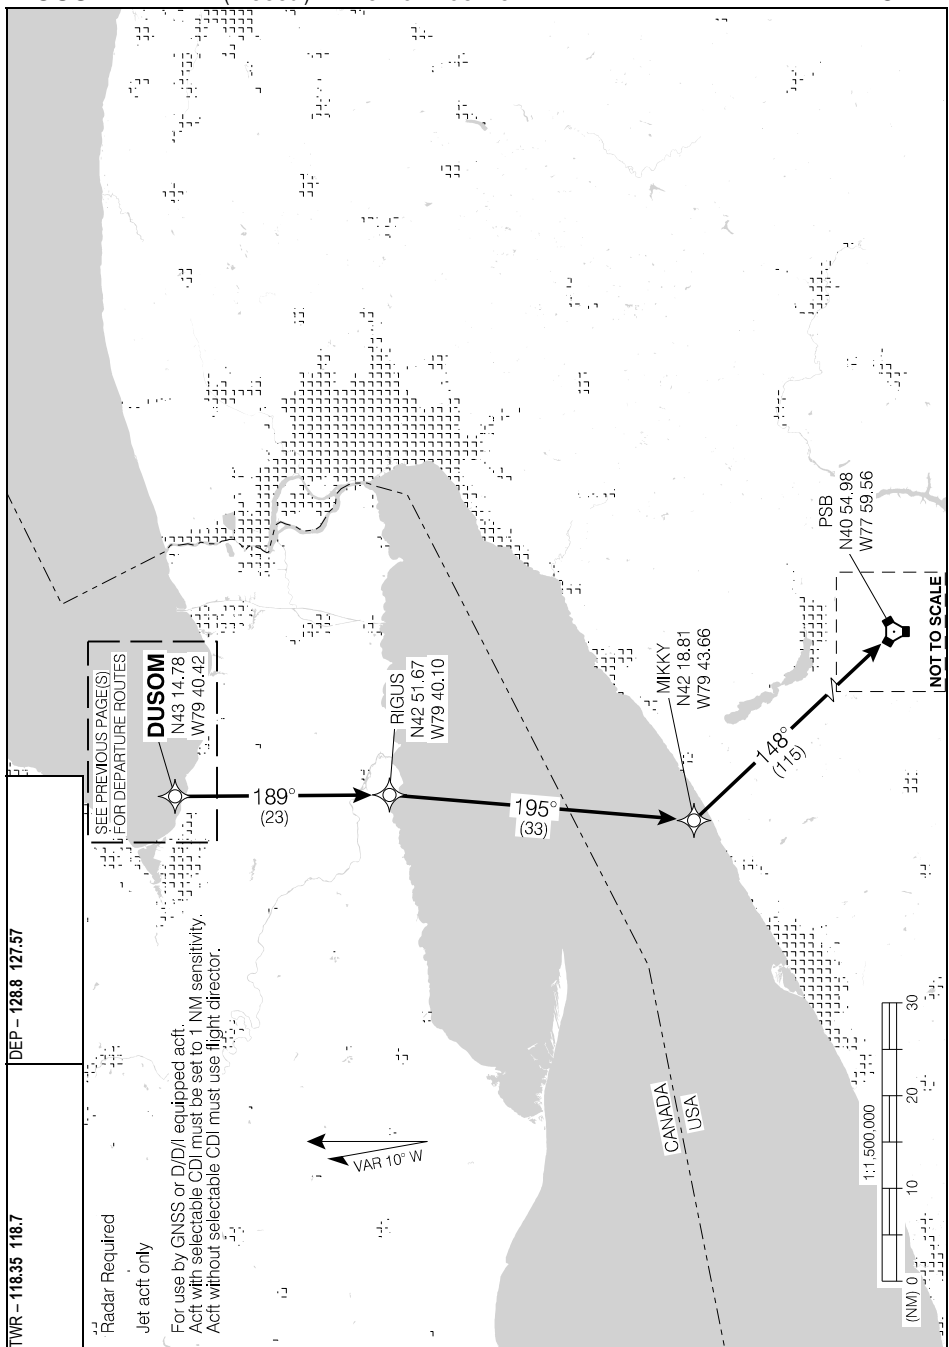 TWR – 118.35 118.7
DEP – 128.8 127.57
Radar Required
Jet acft only
For use by GNSS or D/D/I equipped acft.
Acft with selectable CDI must be set to 1 NM sensitivity.
Acft without selectable CDI must use flight director.
SEE PREVIOUS PAGE(S)
FOR DEPARTURE ROUTES
DUSOM
N43 14.78
W79 40.42
189°
(23)
RIGUS
N42 51.67
W79 40.10
195°
(33)
MIKKY
N42 18.81
W79 43.66
148°
(115)
PSB
N40 54.98
W77 59.56
NOT TO SCALE
VAR 10° W
CANADA
USA
1:1,500,000
(NM) 0 10 20 30